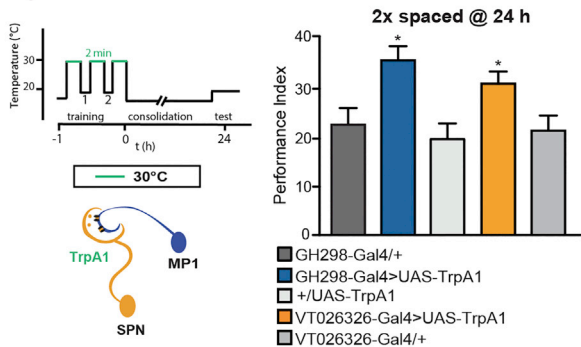 Temperature (°C)
30
20
2 min
1
2
training
consolidation
test
-1
0
24
t (h)
30°C
TrpA1
MP1
SPN
2x spaced @ 24 h
Performance Index
40
30
20
10
0
*
*
GH298-Gal4/+
GH298-Gal4>UAS-TrpA1
+/UAS-TrpA1
VT026326-Gal4>UAS-TrpA1
VT026326-Gal4/+